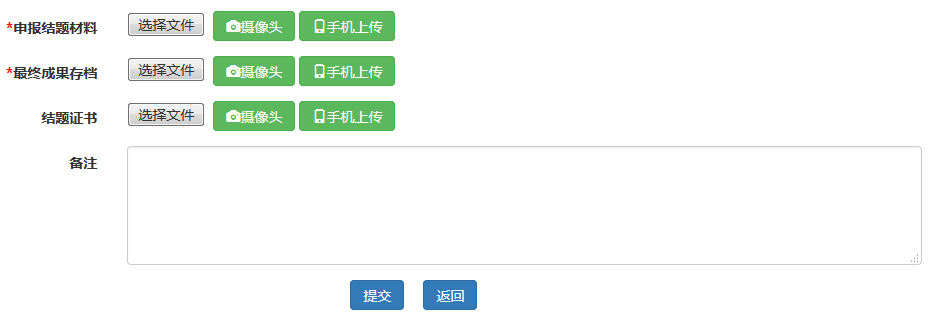 *申报结题材料 选择文件 摄像头 手机上传
*最终成果存档 选择文件 摄像头 手机上传
结题证书 选择文件 摄像头 手机上传
备注
提交 返回